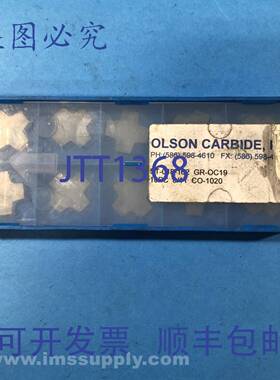 是图必究
OLSON CARBIDE,
PH: (586) 598-4610 FX: (586) 598-
GR-OC19
JTT1368
CO-1020
可开发票 顺丰包邮
www.imssupply.com